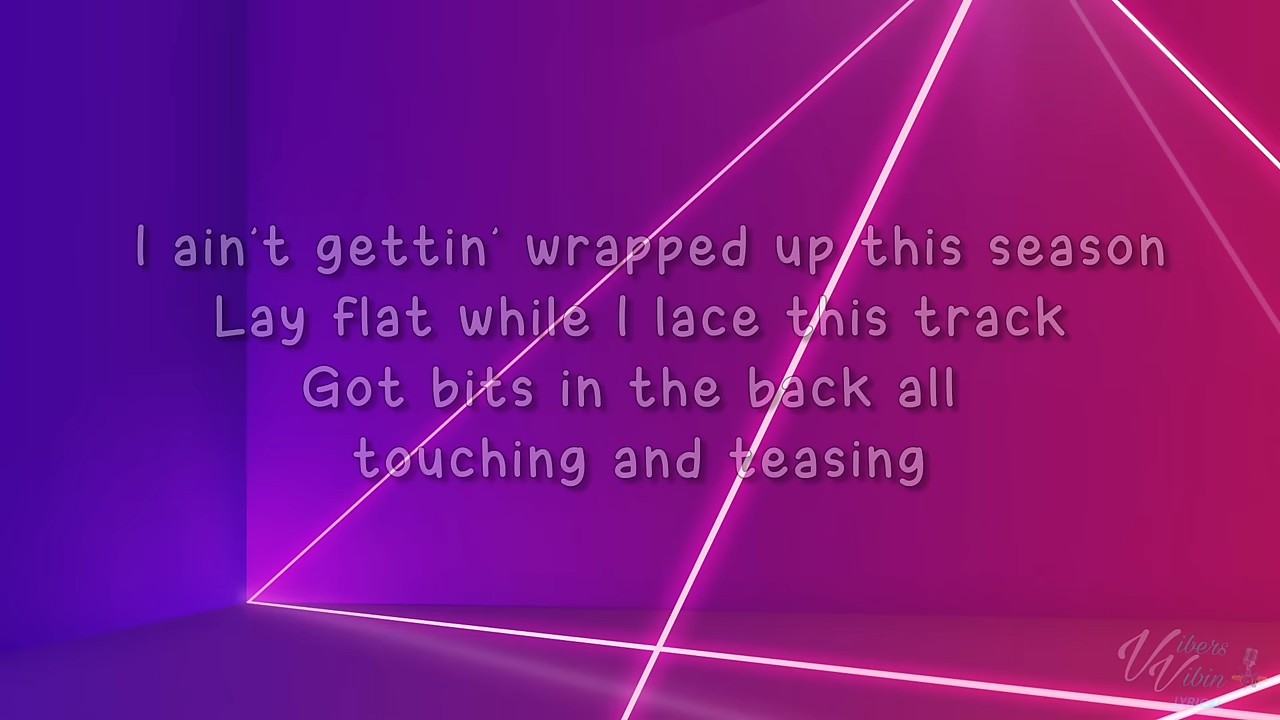 I ain't gettin' wrapped up this season
Lay flat while I lace this track
Got bits in the back all
touching and teasing
Vibers
Vibin
LYRICS